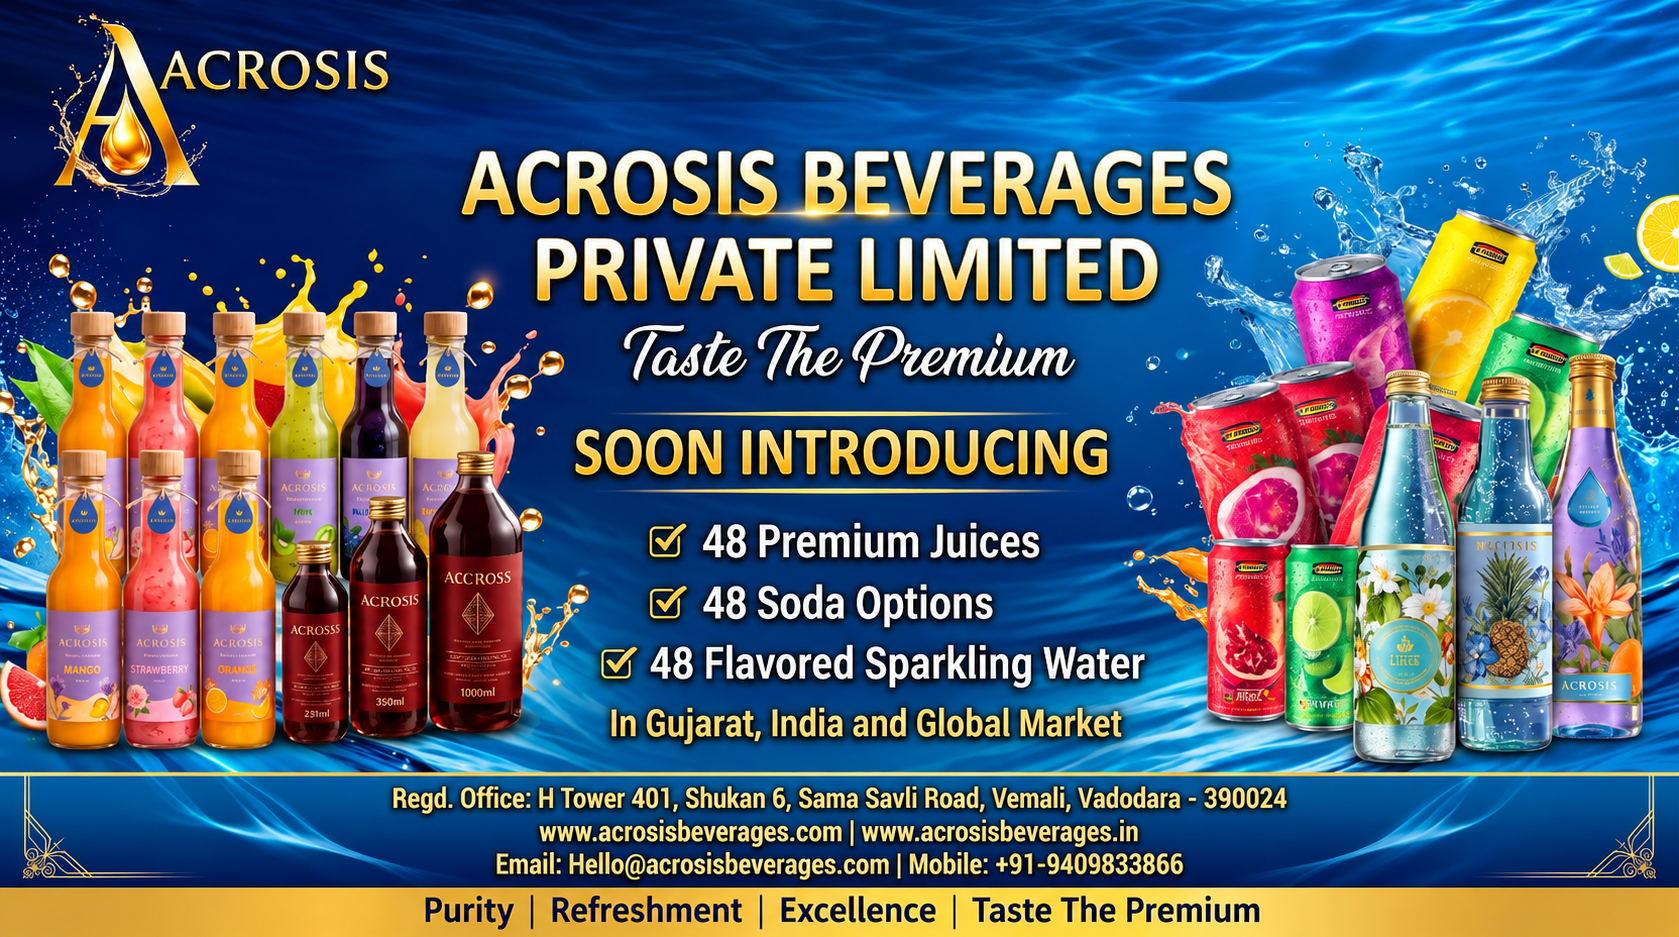 ACROSIS
ACROSIS BEVERAGES
PRIVATE LIMITED
Taste The Premium
SOON INTRODUCING
48 Premium Juices
48 Soda Options
48 Flavored Sparkling Water
In Gujarat, India and Global Market
ACROSIS
ACROSIS
MANGO
ACROSIS
STRAWBERRY
ACROSIS
ORANGE
ACROSSS
231ml
ACROSIS
350ml
ACCROSS
1000ml
ACROSIS
Regd. Office: H Tower 401, Shukan 6, Sama Savli Road, Vemali, Vadodara - 390024
www.acrosisbeverages.com | www.acrosisbeverages.in
Email: Hello@acrosisbeverages.com | Mobile: +91-9409833866
Purity | Refreshment | Excellence | Taste The Premium